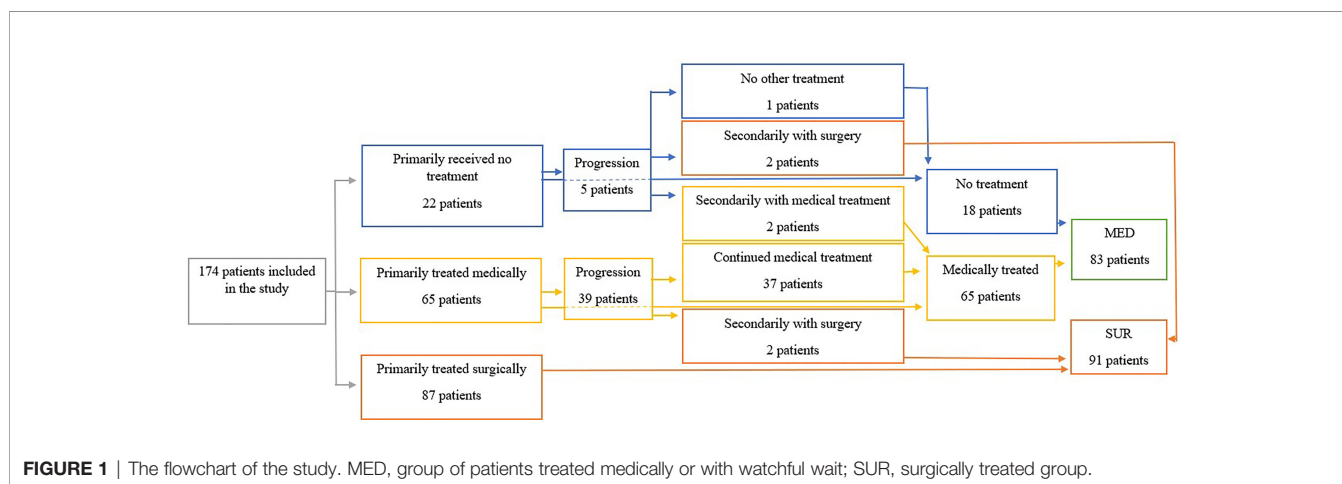 174 patients included
in the study
Primarily received no
treatment
22 patients
Primarily treated medically
65 patients
Primarily treated surgically
87 patients
Progression
5 patients
Progression
39 patients
No other treatment
1 patients
Secondarily with surgery
2 patients
Secondarily with medical treatment
2 patients
Continued medical treatment
37 patients
Secondarily with surgery
2 patients
No treatment
18 patients
Medically treated
65 patients
MED
83 patients
SUR
91 patients
FIGURE 1 | The flowchart of the study. MED, group of patients treated medically or with watchful wait; SUR, surgically treated group.